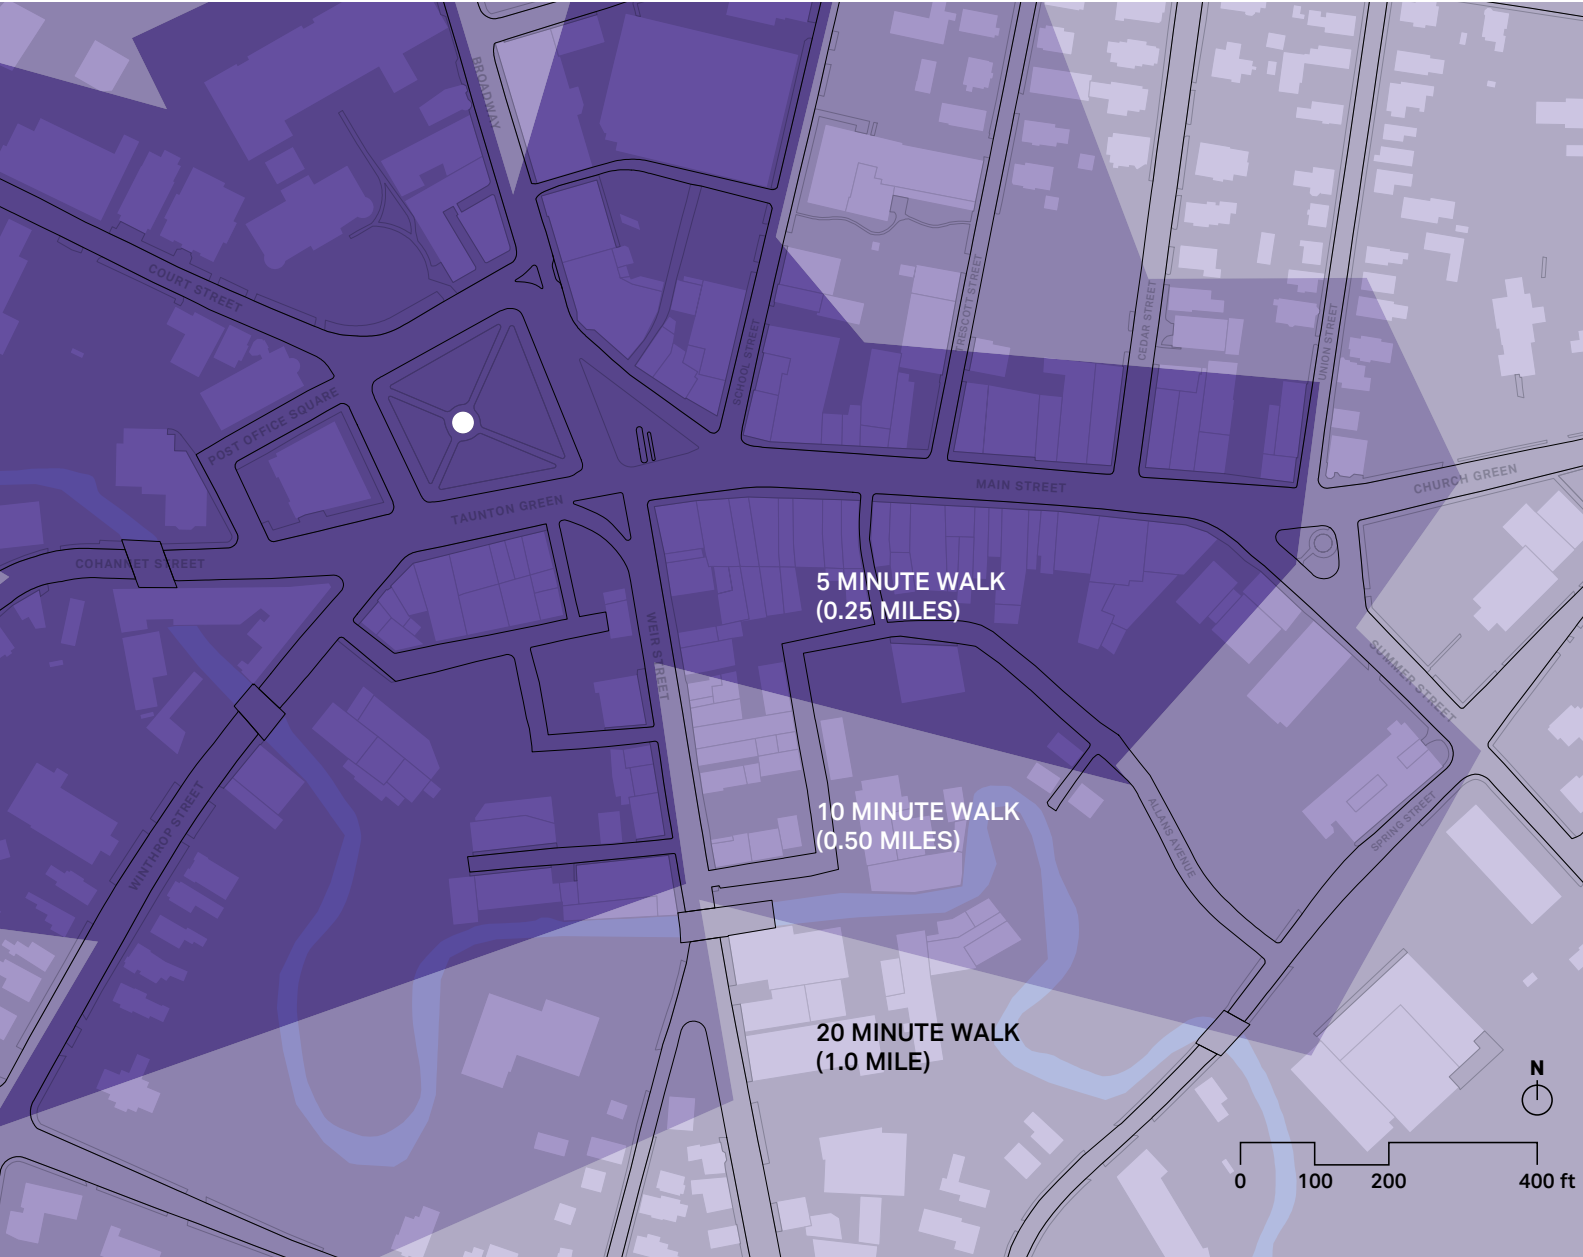 BROADWAY
COURT STREET
PRESCOTT STREET
CEDAR STREET
UNION STREET
SCHOOL STREET
POST OFFICE SQUARE
MAIN STREET
CHURCH GREEN
TAUNTON GREEN
COHANNET STREET
5 MINUTE WALK
(0.25 MILES)
WEIR STREET
SUMMER STREET
WINTHROP STREET
10 MINUTE WALK
(0.50 MILES)
ALLANS AVENUE
SPRING STREET
20 MINUTE WALK
(1.0 MILE)
N
0 100 200 400 ft